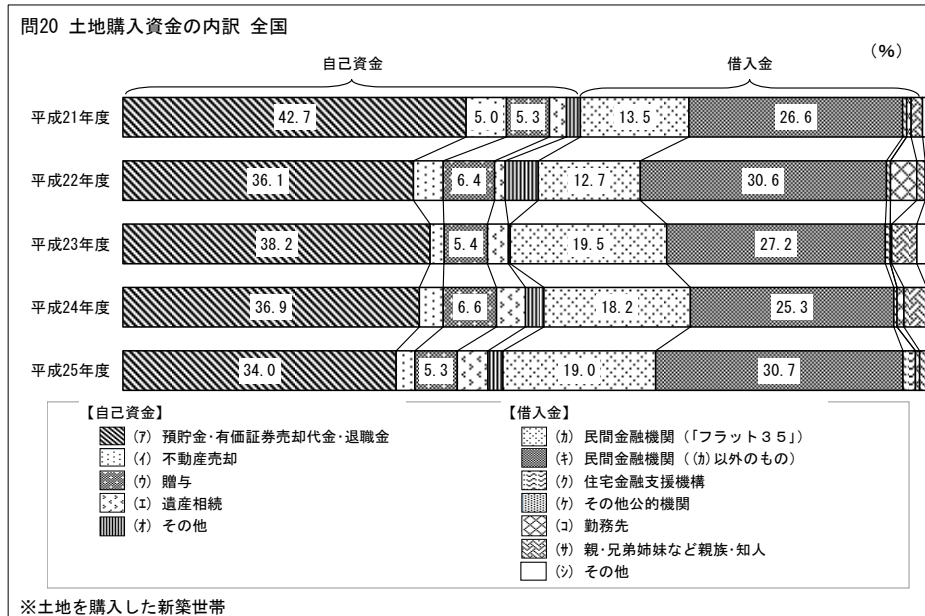 問20 土地購入資金の内訳 全国
(%)
自己資金 借入金
平成21年度 42.7 5.0 5.3 13.5 26.6
平成22年度 36.1 6.4 12.7 30.6
平成23年度 38.2 5.4 19.5 27.2
平成24年度 36.9 6.6 18.2 25.3
平成25年度 34.0 5.3 19.0 30.7
【自己資金】
(ｱ) 預貯金･有価証券売却代金･退職金
(ｲ) 不動産売却
(ｳ) 贈与
(ｴ) 遺産相続
(ｵ) その他
【借入金】
(ｶ) 民間金融機関（｢フラット３５｣）
(ｷ) 民間金融機関（(ｶ)以外のもの）
(ｸ) 住宅金融支援機構
(ｹ) その他公的機関
(ｺ) 勤務先
(ｻ) 親･兄弟姉妹など親族･知人
(ｼ) その他
※土地を購入した新築世帯